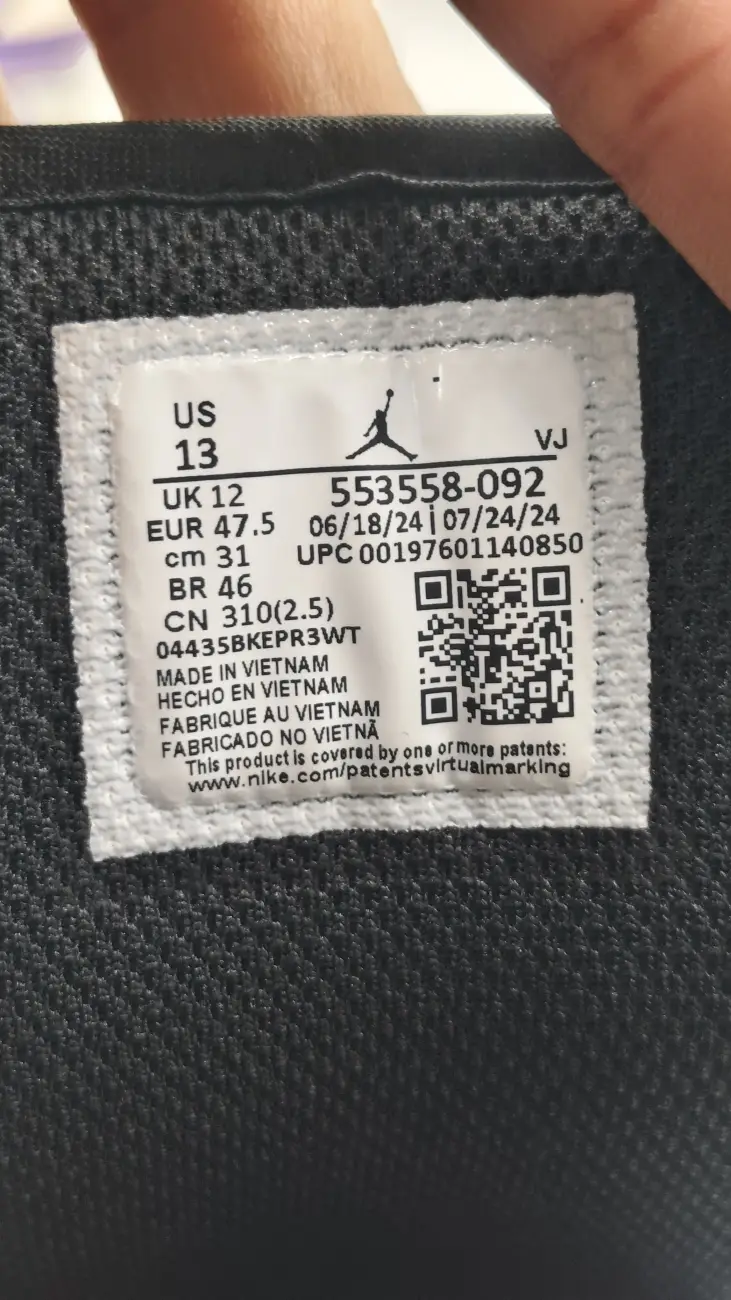 US
13
VJ
UK 12
553558-092
EUR 47.5
06/18/24 | 07/24/24
cm 31
UPC 00197601140850
BR 46
CN 310(2.5)
04435BKEPR3WT
MADE IN VIETNAM
HECHO EN VIETNAM
FABRIQUE AU VIETNAM
FABRICADO NO VIETNÃ
This product is covered by one or more patents:
www.nike.com/patentsvirtualmarking